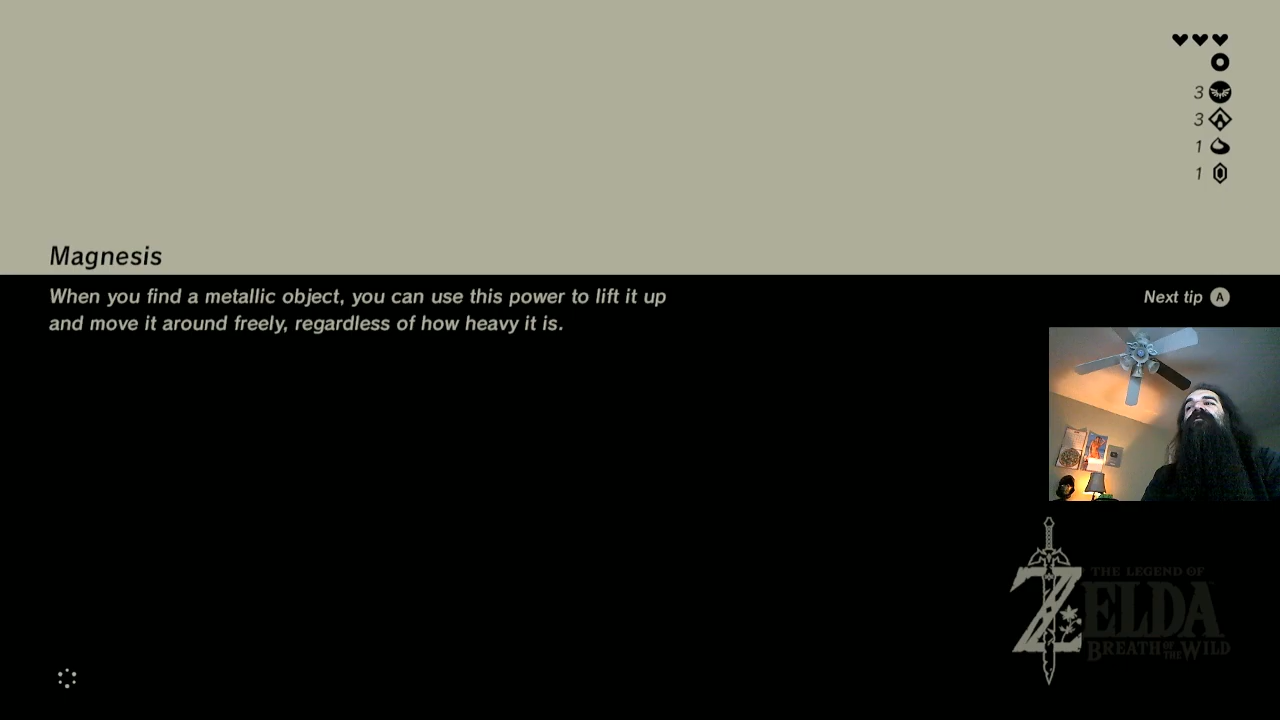 3
3
1
1
Magnesis
When you find a metallic object, you can use this power to lift it up
and move it around freely, regardless of how heavy it is.
Next tip A
THE LEGEND OF
ZELDA
BREATH OF THE WILD